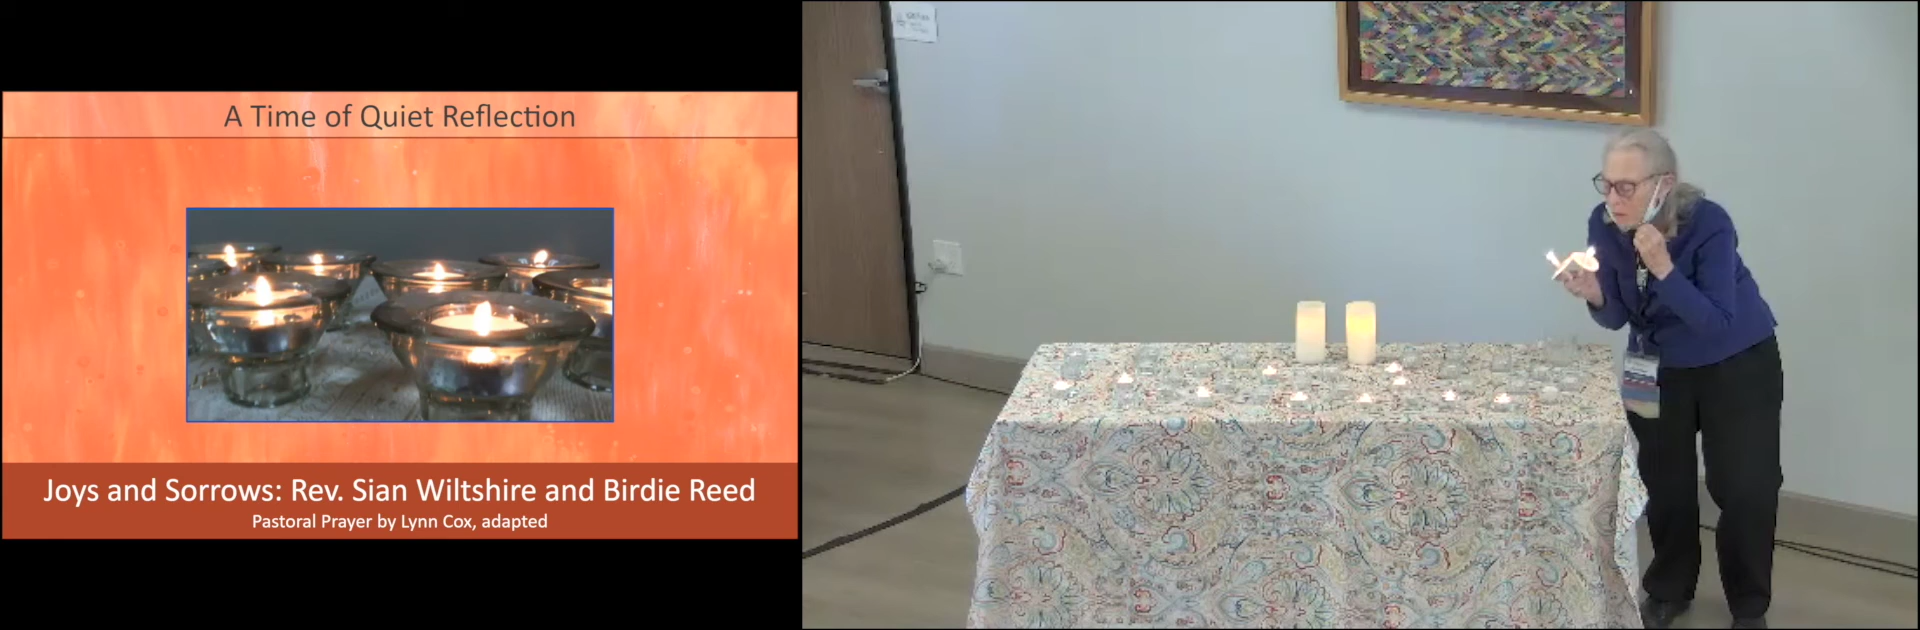 A Time of Quiet Reflection
Joys and Sorrows: Rev. Sian Wiltshire and Birdie Reed
Pastoral Prayer by Lynn Cox, adapted